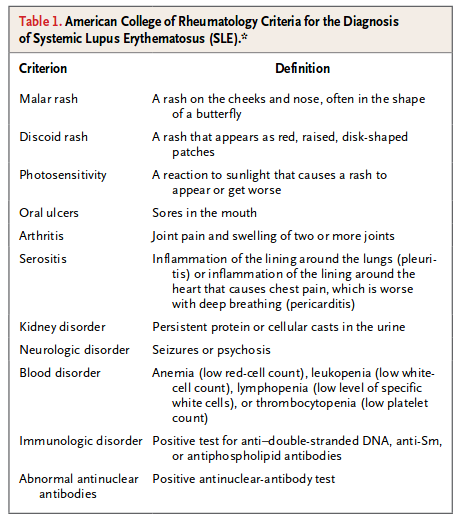 Table 1. American College of Rheumatology Criteria for the Diagnosis
of Systemic Lupus Erythematosus (SLE).*
Criterion Definition
Malar rash A rash on the cheeks and nose, often in the shape
of a butterfly
Discoid rash A rash that appears as red, raised, disk-shaped
patches
Photosensitivity A reaction to sunlight that causes a rash to
appear or get worse
Oral ulcers Sores in the mouth
Arthritis Joint pain and swelling of two or more joints
Serositis Inflammation of the lining around the lungs (pleuri-
tis) or inflammation of the lining around the
heart that causes chest pain, which is worse
with deep breathing (pericarditis)
Kidney disorder Persistent protein or cellular casts in the urine
Neurologic disorder Seizures or psychosis
Blood disorder Anemia (low red-cell count), leukopenia (low white-
cell count), lymphopenia (low level of specific
white cells), or thrombocytopenia (low platelet
count)
Immunologic disorder Positive test for anti–double-stranded DNA, anti-Sm,
or antiphospholipid antibodies
Abnormal antinuclear Positive antinuclear-antibody test
antibodies